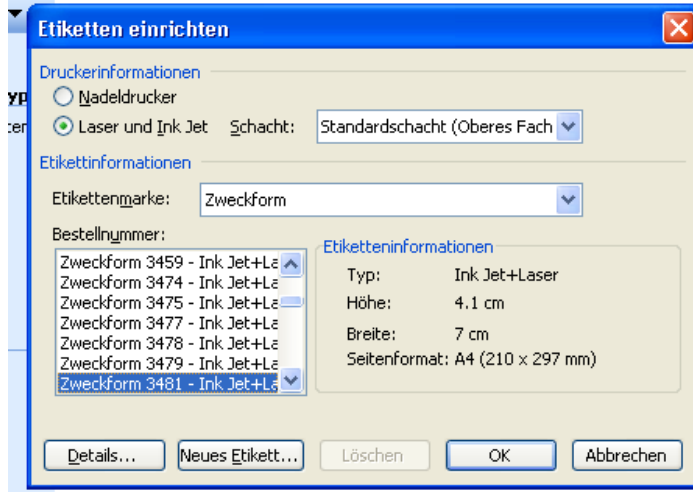 Etiketten einrichten
Druckerinformationen
Nadeldrucker
Laser und Ink Jet Schacht: Standardschacht (Oberes Fach
Etikettinformationen
Etikettenmarke: Zweckform
Bestellnummer:
Zweckform 3459 - Ink Jet+La
Zweckform 3474 - Ink Jet+La
Zweckform 3475 - Ink Jet+La
Zweckform 3477 - Ink Jet+La
Zweckform 3478 - Ink Jet+La
Zweckform 3479 - Ink Jet+La
Zweckform 3481 - Ink Jet+La
Etiketteninformationen
Typ: Ink Jet+Laser
Höhe: 4.1 cm
Breite: 7 cm
Seitenformat: A4 (210 x 297 mm)
Details... Neues Etikett... Löschen OK Abbrechen